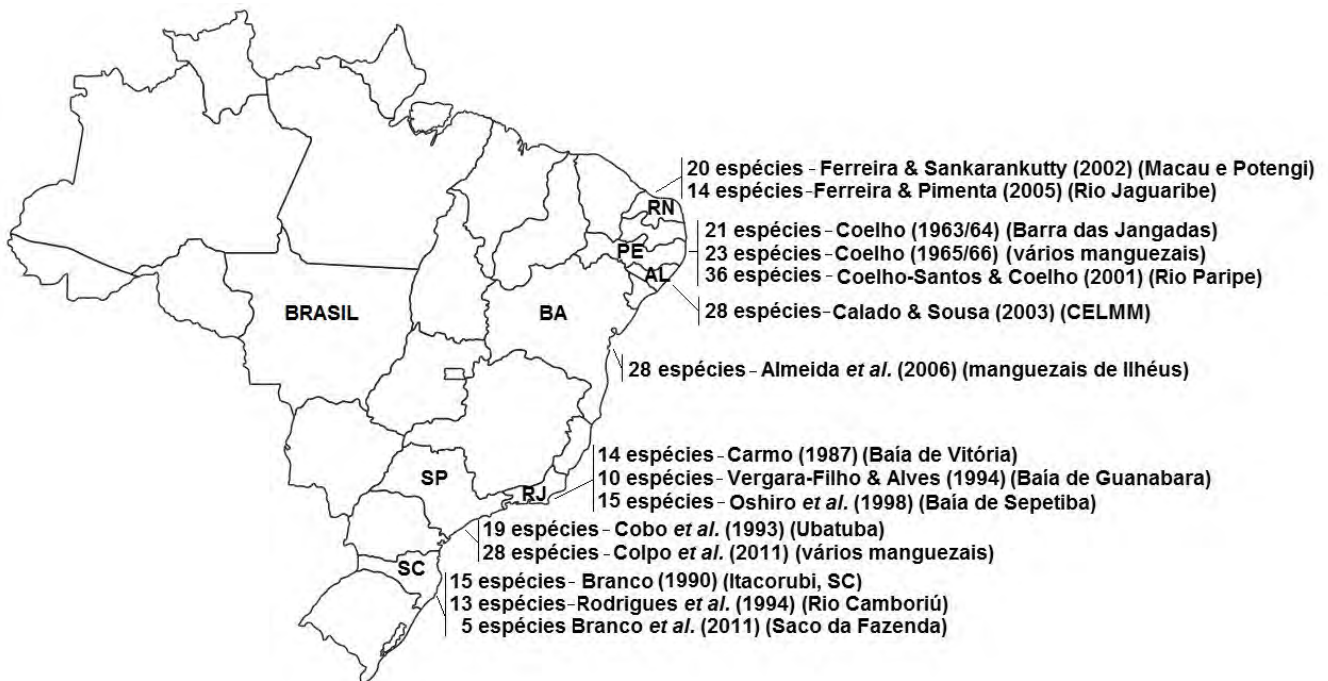 20 espécies - Ferreira & Sankarankutty (2002) (Macau e Potengi)
14 espécies - Ferreira & Pimenta (2005) (Rio Jaguaribe)
RN
21 espécies - Coelho (1963/64) (Barra das Jangadas)
23 espécies - Coelho (1965/66) (vários manguezais)
36 espécies - Coelho-Santos & Coelho (2001) (Rio Paripe)
PE
AL
28 espécies - Calado & Sousa (2003) (CELMM)
BRASIL
BA
28 espécies - Almeida et al. (2006) (manguezais de Ilhéus)
14 espécies - Carmo (1987) (Baía de Vitória)
10 espécies - Vergara-Filho & Alves (1994) (Baía de Guanabara)
15 espécies - Oshiro et al. (1998) (Baía de Sepetiba)
SP
RJ
19 espécies - Cobo et al. (1993) (Ubatuba)
28 espécies - Colpo et al. (2011) (vários manguezais)
SC
15 espécies - Branco (1990) (Itacorubi, SC)
13 espécies - Rodrigues et al. (1994) (Rio Camboriú)
5 espécies Branco et al. (2011) (Saco da Fazenda)